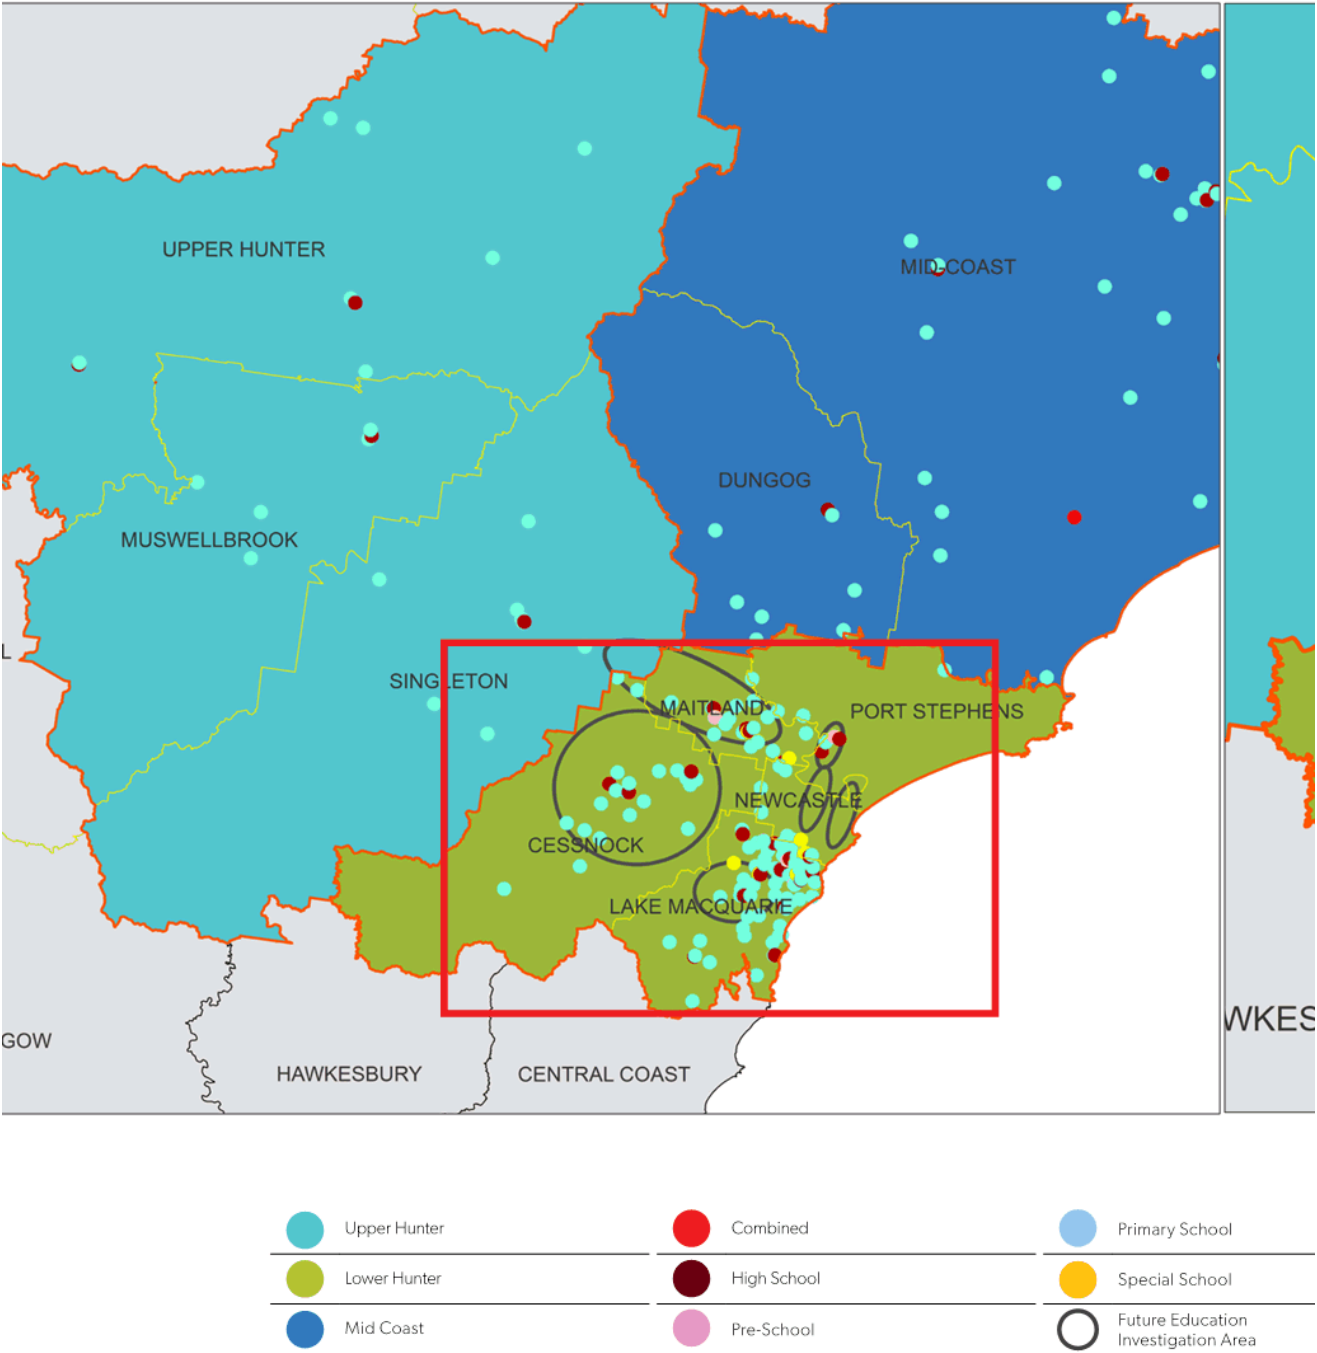 UPPER HUNTER
MID-COAST
DUNGOG
MUSWELLBROOK
L
SINGLETON
MAITLAND
PORT STEPHENS
NEWCASTLE
CESSNOCK
LAKE MACQUARIE
WKES
GOW
HAWKESBURY
CENTRAL COAST
Upper Hunter
Combined
Primary School
Lower Hunter
High School
Special School
Mid Coast
Pre-School
Future Education
Investigation Area